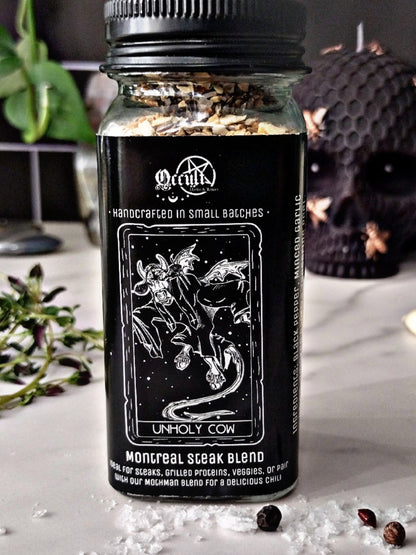 Occult
Handcrafted in Small Batches
UNHOLY COW
Montreal Steak Blend
Ideal for steaks, grilled proteins, veggies, or pair
with our Mothman Blend for a delicious chili
Ingredients: Black Pepper, Minced Garlic